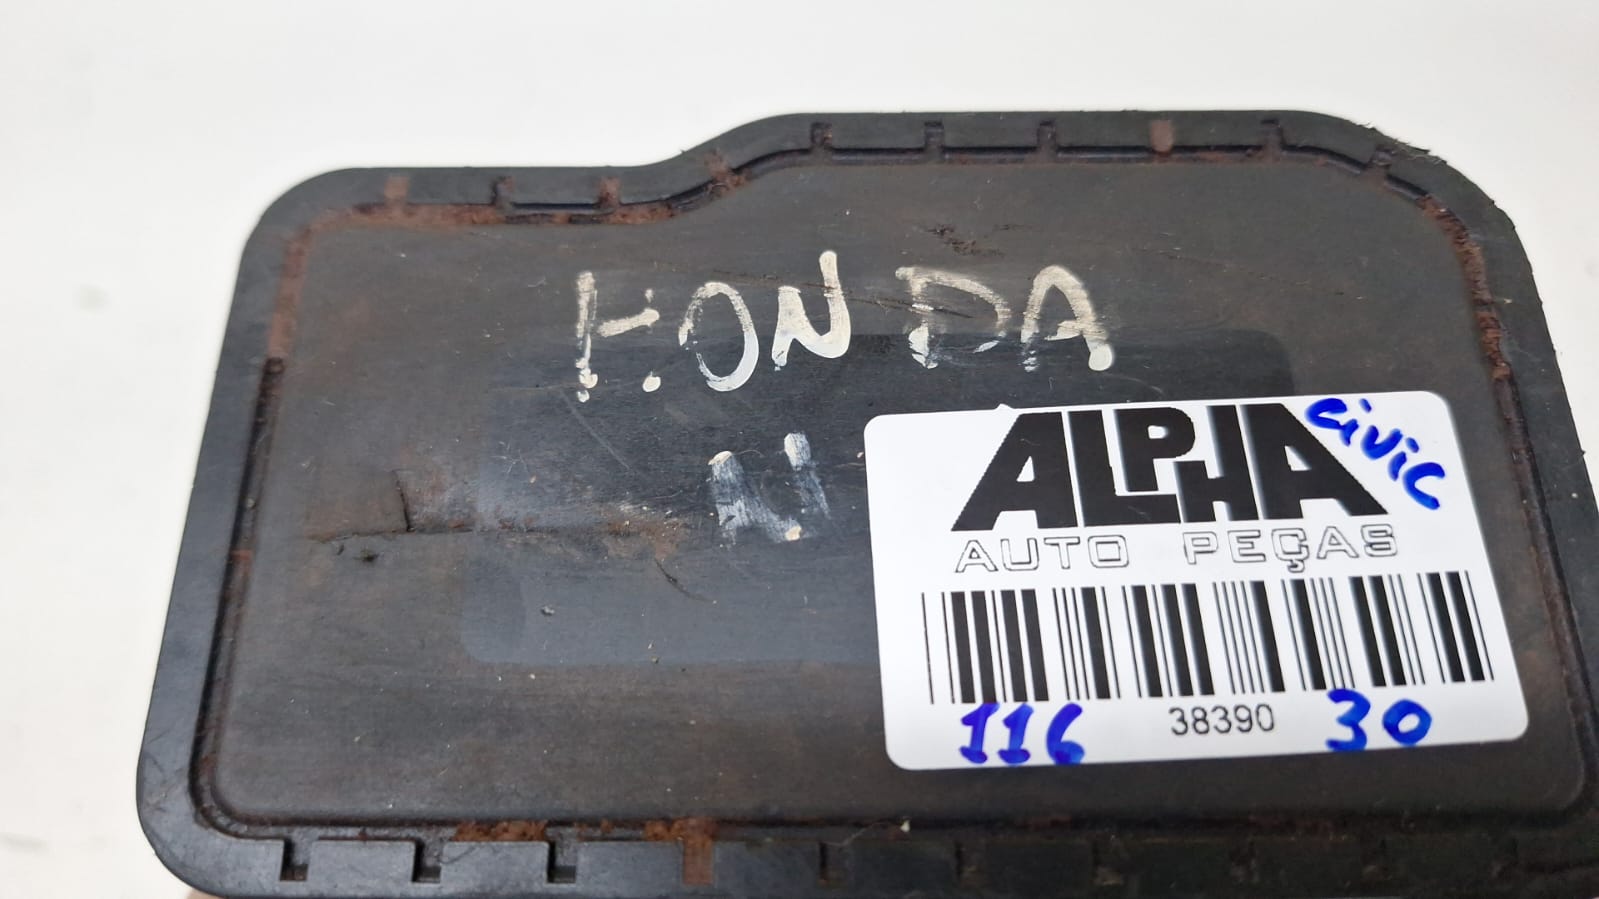 HONDA
ALPHA
civic
AUTO PEÇAS
116 38390 30